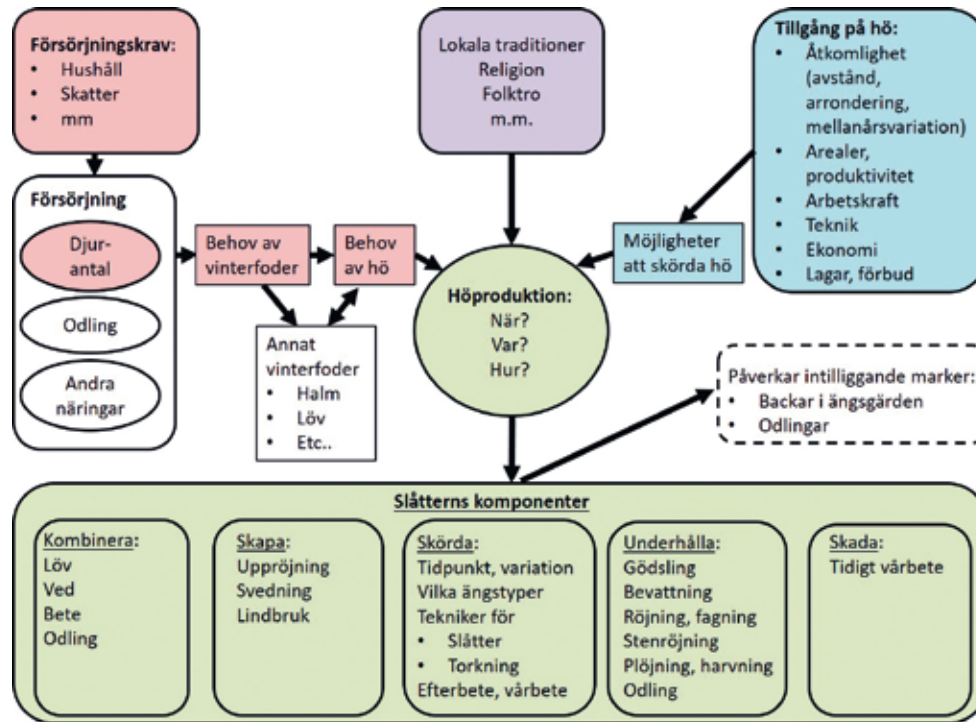 Försörjningskrav:
• Hushåll
• Skatter
• mm
Lokala traditioner
Religion
Folktro
m.m.
Tillgång på hö:
• Åtkomlighet
(avstånd,
arrondering,
mellanårsvariation)
• Arealer,
produktivitet
• Arbetskraft
• Teknik
• Ekonomi
• Lagar, förbud
Försörjning
Djur-
antal
Odling
Andra
näringar
Behov av
vinterfoder
Behov
av hö
Annat
vinterfoder
• Halm
• Löv
• Etc..
Höproduktion:
När?
Var?
Hur?
Möjligheter
att skörda hö
Påverkar intilliggande marker:
• Backar i ängsgärden
• Odlingar
Slåtterns komponenter
Kombinera:
Löv
Ved
Bete
Odling
Skapa:
Uppröjning
Svedning
Lindbruk
Skörda:
Tidpunkt, variation
Vilka ängstyper
Tekniker för
• Slåtter
• Torkning
Efterbete, vårbete
Underhålla:
Gödsling
Bevattning
Röjning, fagning
Stenröjning
Plöjning, harvning
Odling
Skada:
Tidigt vårbete